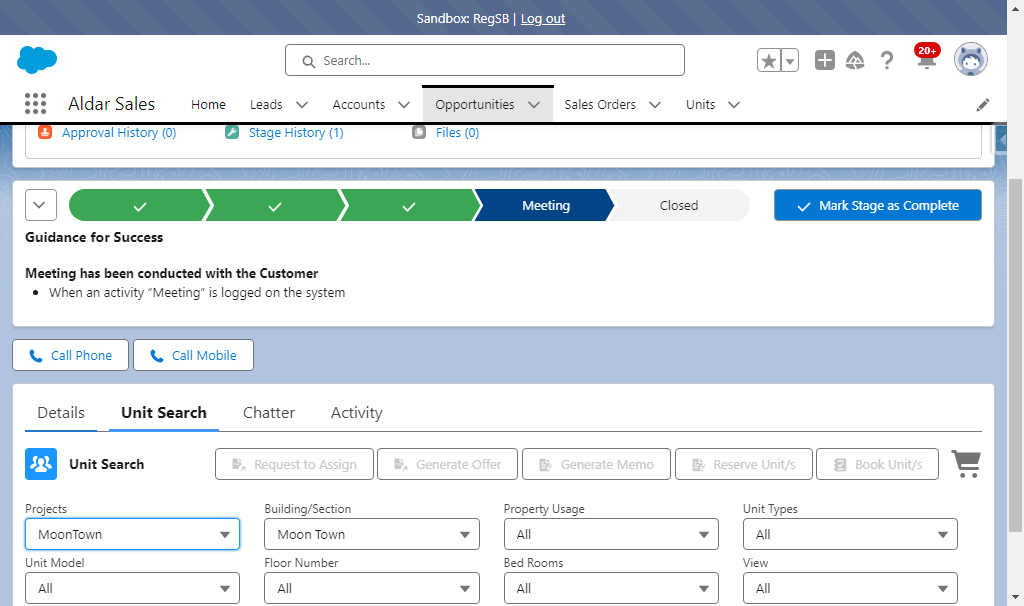 Sandbox: RegSB | Log out
Search...
20+
Aldar Sales Home Leads Accounts Opportunities Sales Orders Units
Approval History (0) Stage History (1) Files (0)
Meeting Closed Mark Stage as Complete
Guidance for Success
Meeting has been conducted with the Customer
• When an activity “Meeting” is logged on the system
Call Phone Call Mobile
Details Unit Search Chatter Activity
Unit Search Request to Assign Generate Offer Generate Memo Reserve Unit/s Book Unit/s
Projects Building/Section Property Usage Unit Types
MoonTown Moon Town All All
Unit Model Floor Number Bed Rooms View
All All All All